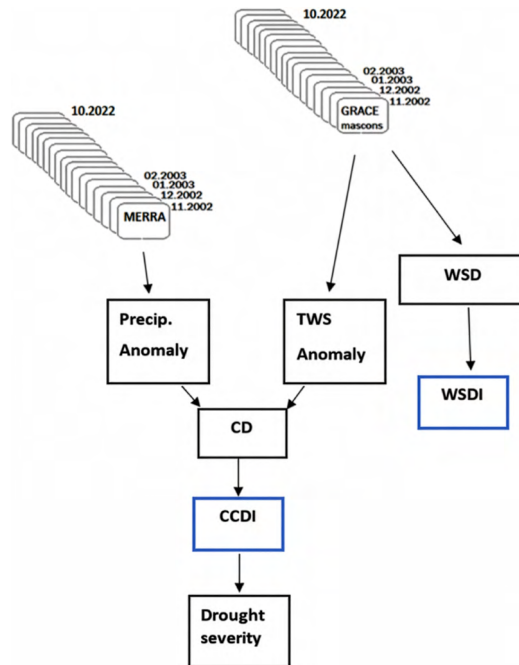 10.2022
02.2003
01.2003
12.2002
11.2002
GRACE
mascons
10.2022
02.2003
01.2003
12.2002
11.2002
MERRA
WSD
Precip.
Anomaly
TWS
Anomaly
WSDI
CD
CCDI
Drought
severity